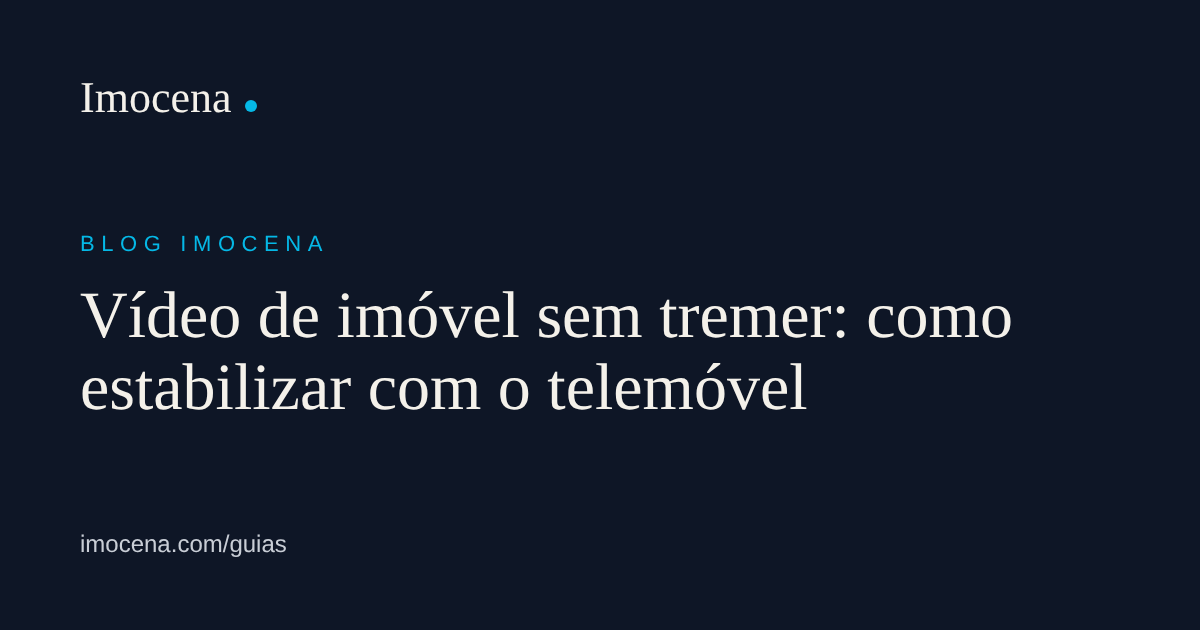 Imocena
BLOG IMOCENA
Vídeo de imóvel sem tremer: como
estabilizar com o telemóvel
imocena.com/guias